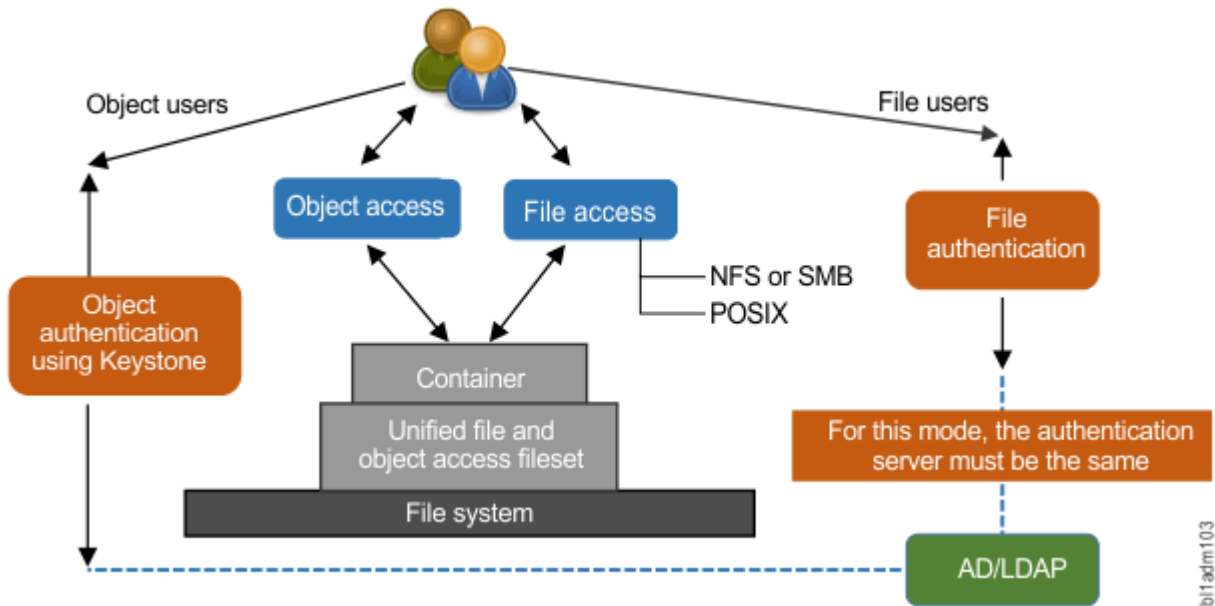 Object users
File users
Object access
File access
NFS or SMB
POSIX
File
authentication
Object
authentication
using Keystone
Container
Unified file and
object access fileset
File system
For this mode, the authentication
server must be the same
AD/LDAP
bl1adm103